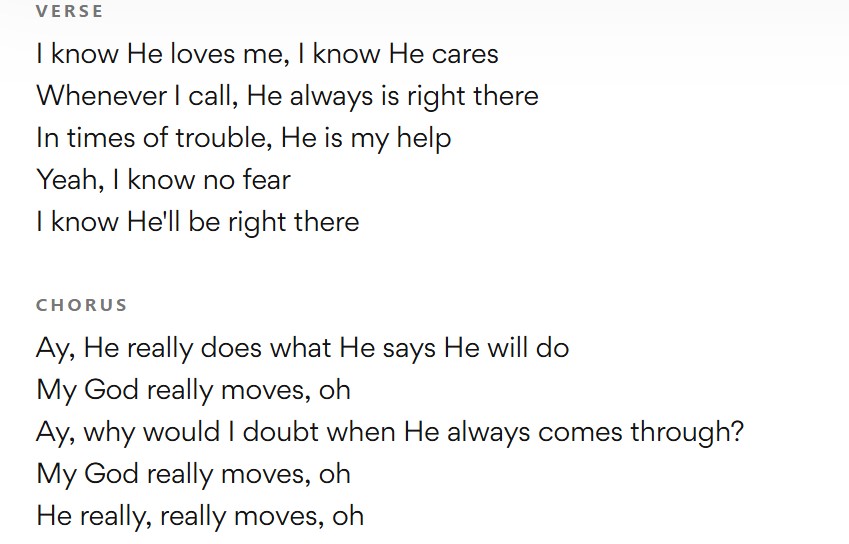 VERSE
I know He loves me, I know He cares
Whenever I call, He always is right there
In times of trouble, He is my help
Yeah, I know no fear
I know He'll be right there
CHORUS
Ay, He really does what He says He will do
My God really moves, oh
Ay, why would I doubt when He always comes through?
My God really moves, oh
He really, really moves, oh